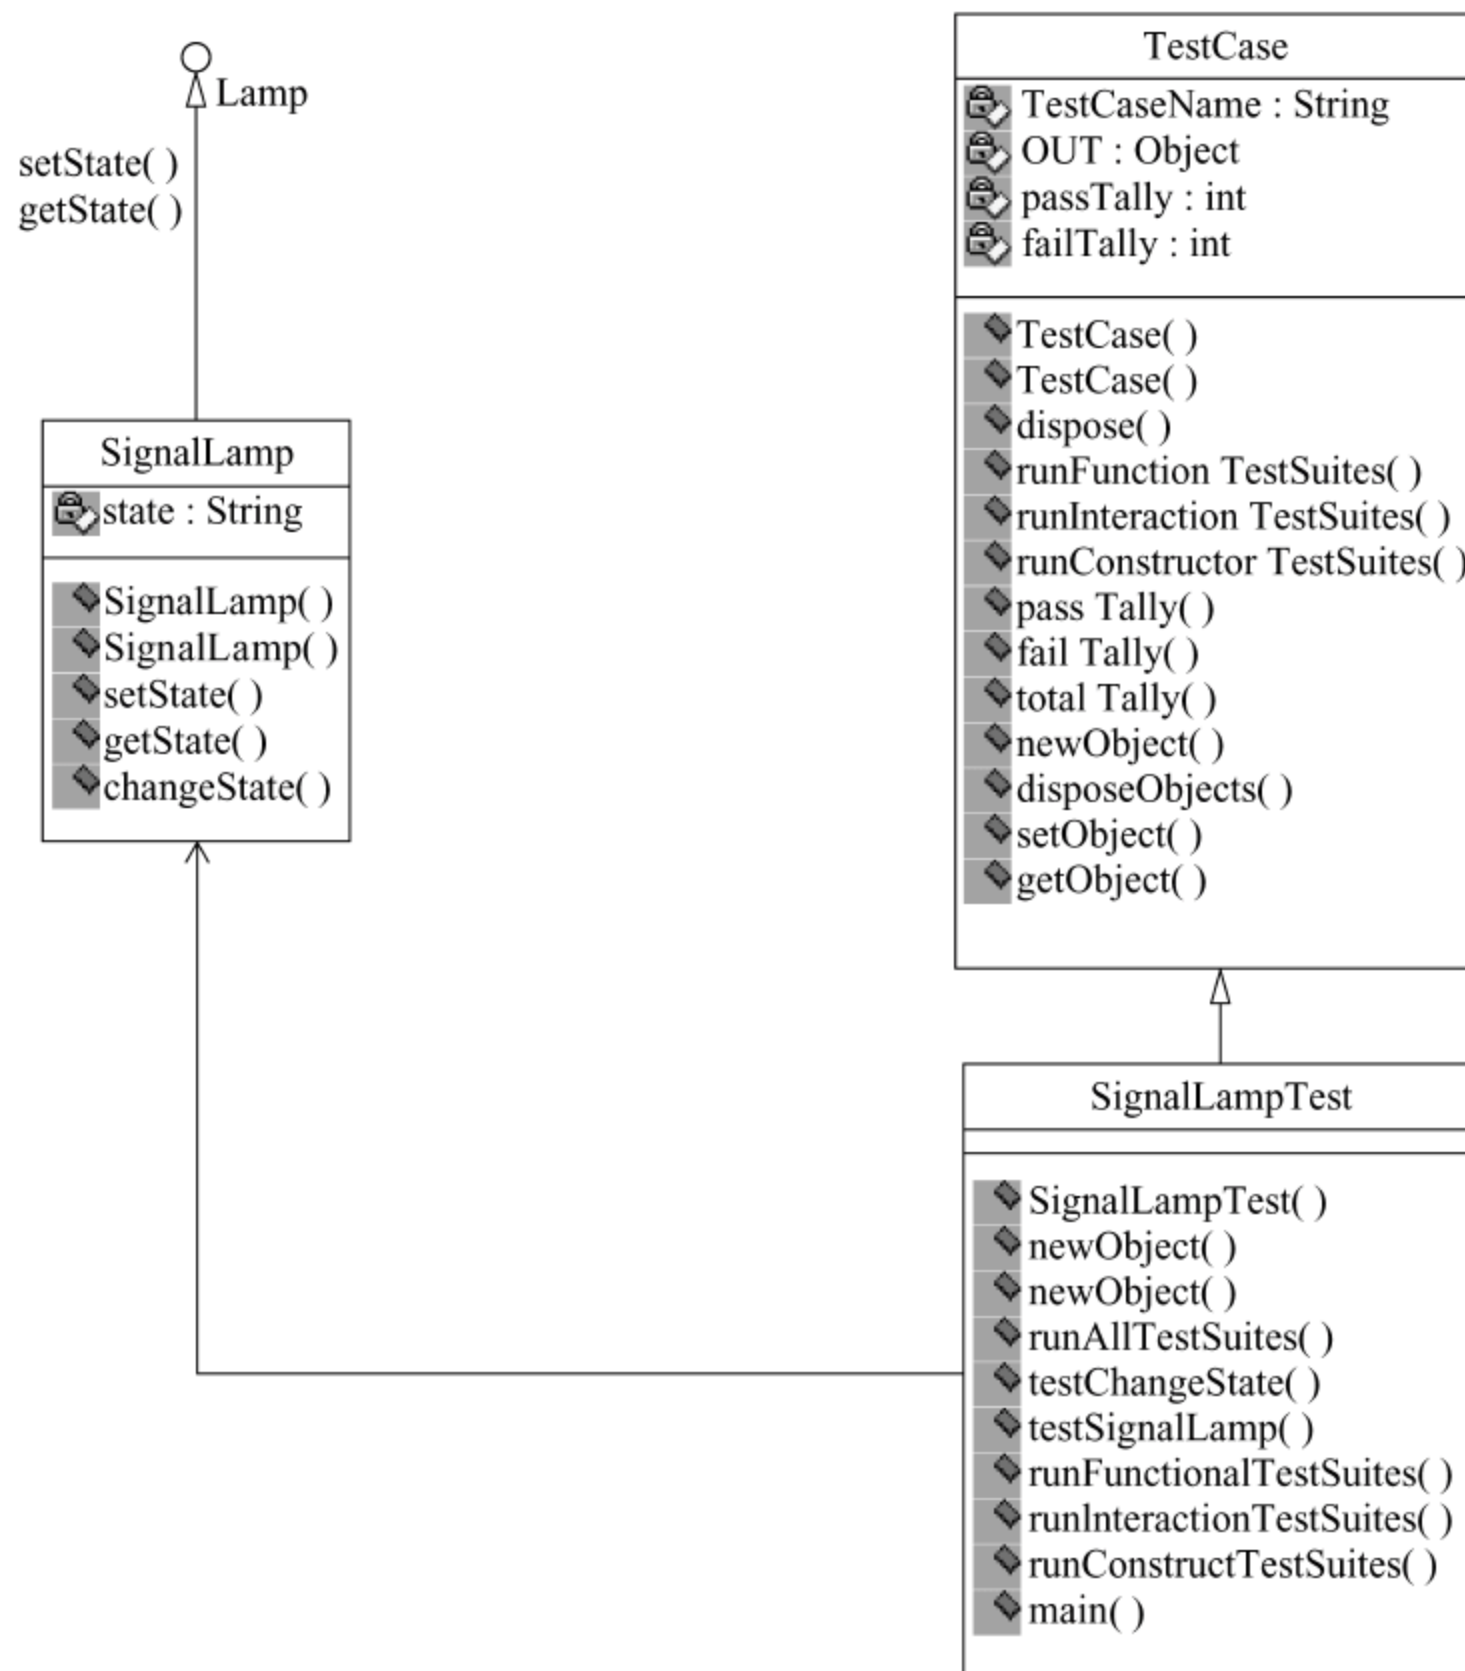 Lamp
setState( )
getState( )
SignalLamp
state : String
SignalLamp( )
SignalLamp( )
setState( )
getState( )
changeState( )
TestCase
TestCaseName : String
OUT : Object
passTally : int
failTally : int
TestCase( )
TestCase( )
dispose( )
runFunction TestSuites( )
runInteraction TestSuites( )
runConstructor TestSuites( )
pass Tally( )
fail Tally( )
total Tally( )
newObject( )
disposeObjects( )
setObject( )
getObject( )
SignalLampTest
SignalLampTest( )
newObject( )
newObject( )
runAllTestSuites( )
testChangeState( )
testSignalLamp( )
runFunctionalTestSuites( )
runInteractionTestSuites( )
runConstructTestSuites( )
main( )